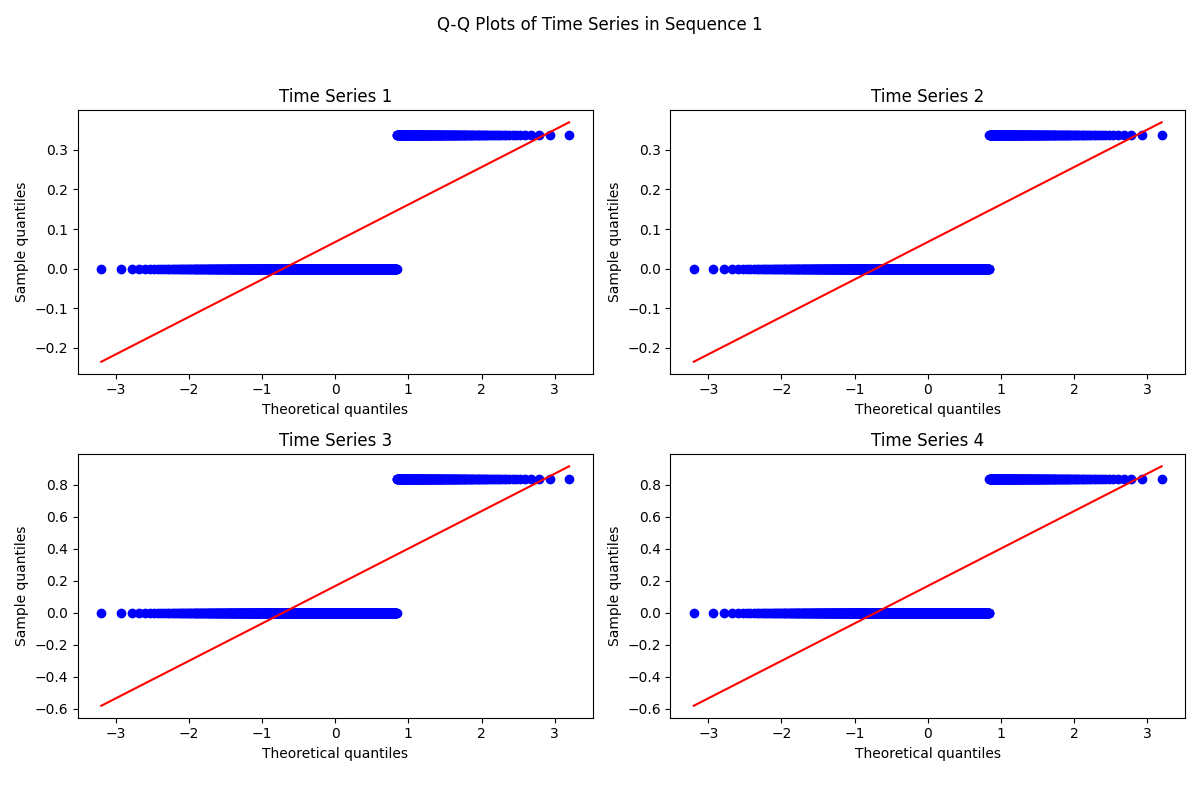 Q-Q Plots of Time Series in Sequence 1
Time Series 1
Sample quantiles
0.3
0.2
0.1
0.0
−0.1
−0.2
−3 −2 −1 0 1 2 3
Theoretical quantiles
Time Series 2
Sample quantiles
0.3
0.2
0.1
0.0
−0.1
−0.2
−3 −2 −1 0 1 2 3
Theoretical quantiles
Time Series 3
Sample quantiles
0.8
0.6
0.4
0.2
0.0
−0.2
−0.4
−0.6
−3 −2 −1 0 1 2 3
Theoretical quantiles
Time Series 4
Sample quantiles
0.8
0.6
0.4
0.2
0.0
−0.2
−0.4
−0.6
−3 −2 −1 0 1 2 3
Theoretical quantiles